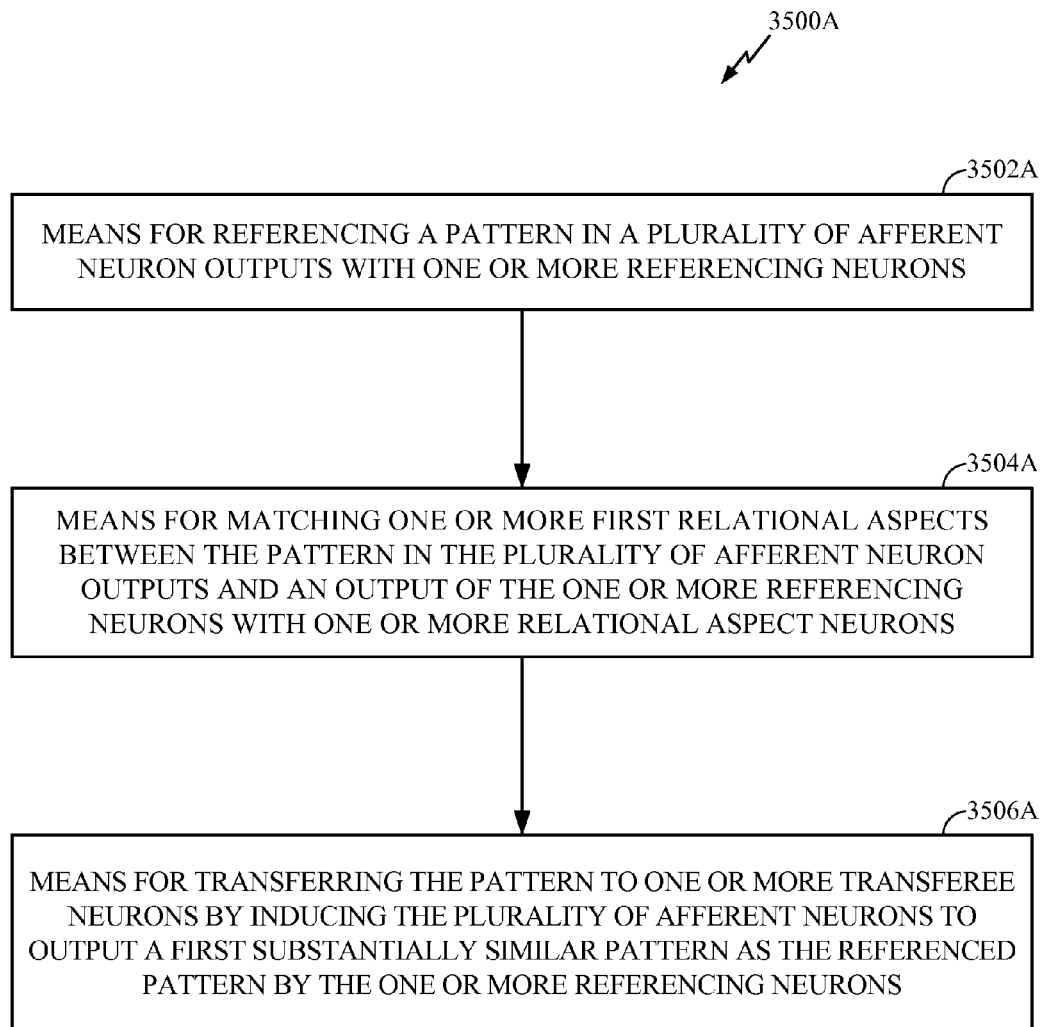 3500A
3502A
MEANS FOR REFERENCING A PATTERN IN A PLURALITY OF AFFERENT
NEURON OUTPUTS WITH ONE OR MORE REFERENCING NEURONS
3504A
MEANS FOR MATCHING ONE OR MORE FIRST RELATIONAL ASPECTS
BETWEEN THE PATTERN IN THE PLURALITY OF AFFERENT NEURON
OUTPUTS AND AN OUTPUT OF THE ONE OR MORE REFERENCING
NEURONS WITH ONE OR MORE RELATIONAL ASPECT NEURONS
3506A
MEANS FOR TRANSFERRING THE PATTERN TO ONE OR MORE TRANSFEREE
NEURONS BY INDUCING THE PLURALITY OF AFFERENT NEURONS TO
OUTPUT A FIRST SUBSTANTIALLY SIMILAR PATTERN AS THE REFERENCED
PATTERN BY THE ONE OR MORE REFERENCING NEURONS